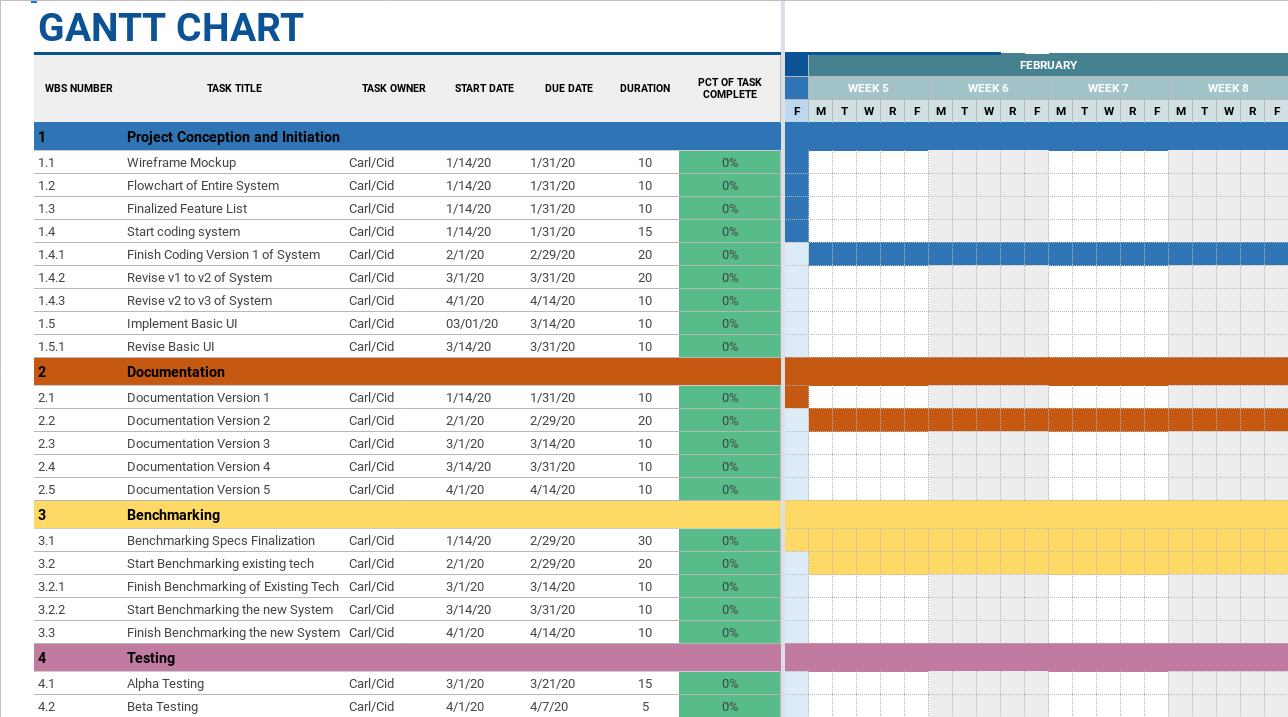 GANTT CHART
WBS NUMBER TASK TITLE TASK OWNER START DATE DUE DATE DURATION PCT OF TASK COMPLETE
FEBRUARY
WEEK 5 WEEK 6 WEEK 7 WEEK 8
F M T W R F M T W R F M T W R F M T W R F
1 Project Conception and Initiation
1.1 Wireframe Mockup Carl/Cid 1/14/20 1/31/20 10 0%
1.2 Flowchart of Entire System Carl/Cid 1/14/20 1/31/20 10 0%
1.3 Finalized Feature List Carl/Cid 1/14/20 1/31/20 10 0%
1.4 Start coding system Carl/Cid 1/14/20 1/31/20 15 0%
1.4.1 Finish Coding Version 1 of System Carl/Cid 2/1/20 2/29/20 20 0%
1.4.2 Revise v1 to v2 of System Carl/Cid 3/1/20 3/31/20 20 0%
1.4.3 Revise v2 to v3 of System Carl/Cid 4/1/20 4/14/20 10 0%
1.5 Implement Basic UI Carl/Cid 03/01/20 3/14/20 10 0%
1.5.1 Revise Basic UI Carl/Cid 3/14/20 3/31/20 10 0%
2 Documentation
2.1 Documentation Version 1 Carl/Cid 1/14/20 1/31/20 10 0%
2.2 Documentation Version 2 Carl/Cid 2/1/20 2/29/20 20 0%
2.3 Documentation Version 3 Carl/Cid 3/1/20 3/14/20 10 0%
2.4 Documentation Version 4 Carl/Cid 3/14/20 3/31/20 10 0%
2.5 Documentation Version 5 Carl/Cid 4/1/20 4/14/20 10 0%
3 Benchmarking
3.1 Benchmarking Specs Finalization Carl/Cid 1/14/20 2/29/20 30 0%
3.2 Start Benchmarking existing tech Carl/Cid 2/1/20 2/29/20 20 0%
3.2.1 Finish Benchmarking of Existing Tech Carl/Cid 3/1/20 3/14/20 10 0%
3.2.2 Start Benchmarking the new System Carl/Cid 3/14/20 3/31/20 10 0%
3.3 Finish Benchmarking the new System Carl/Cid 4/1/20 4/14/20 10 0%
4 Testing
4.1 Alpha Testing Carl/Cid 3/1/20 3/21/20 15 0%
4.2 Beta Testing Carl/Cid 4/1/20 4/7/20 5 0%